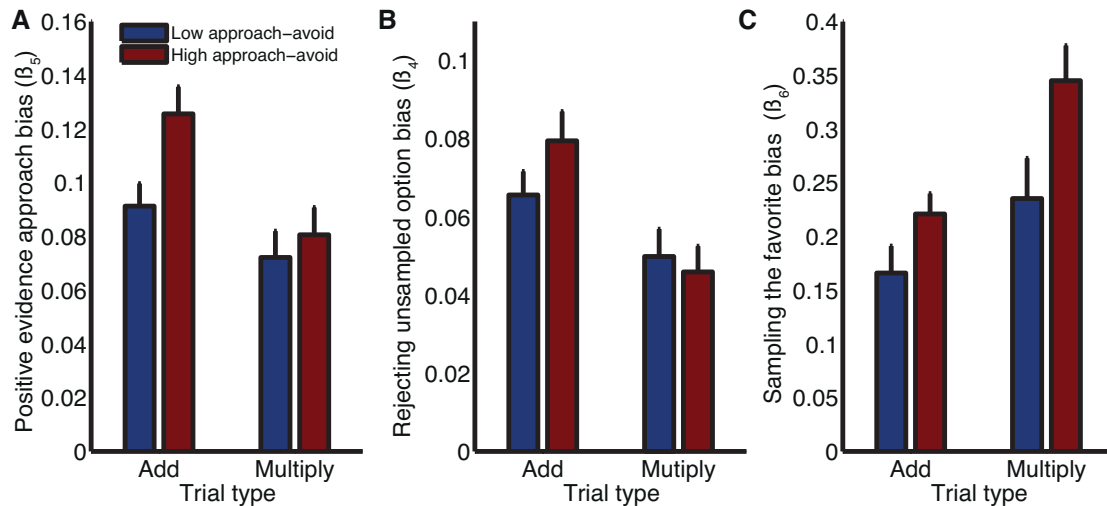 A
Positive evidence approach bias (ß5)
0.16
0.14
0.12
0.1
0.08
0.06
0.04
0.02
0
Low approach–avoid
High approach–avoid
Add Multiply
Trial type
B
Rejecting unsampled option bias (ß4)
0.1
0.08
0.06
0.04
0.02
0
Add Mutiply
Trial type
C
Sampling the favorite bias (ß6)
0.4
0.35
0.3
0.25
0.2
0.15
0.1
0.05
0
Add Multiply
Trial type